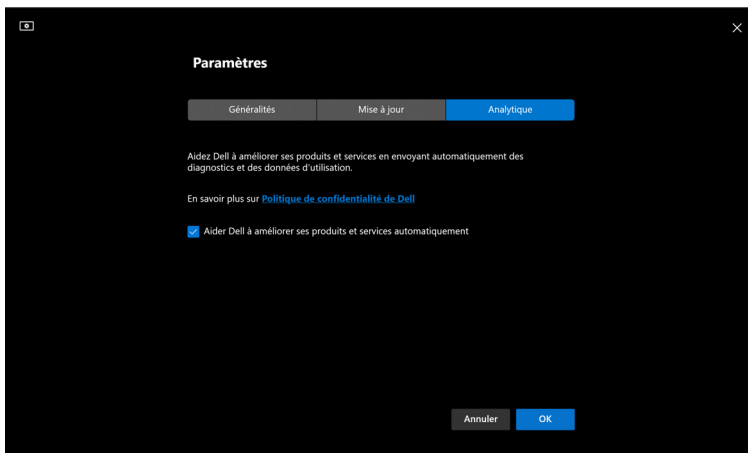 Paramètres
Généralités
Mise à jour
Analytique
Aidez Dell à améliorer ses produits et services en envoyant automatiquement des
diagnostics et des données d'utilisation.
En savoir plus sur Politique de confidentialité de Dell
Aider Dell à améliorer ses produits et services automatiquement
Annuler
OK